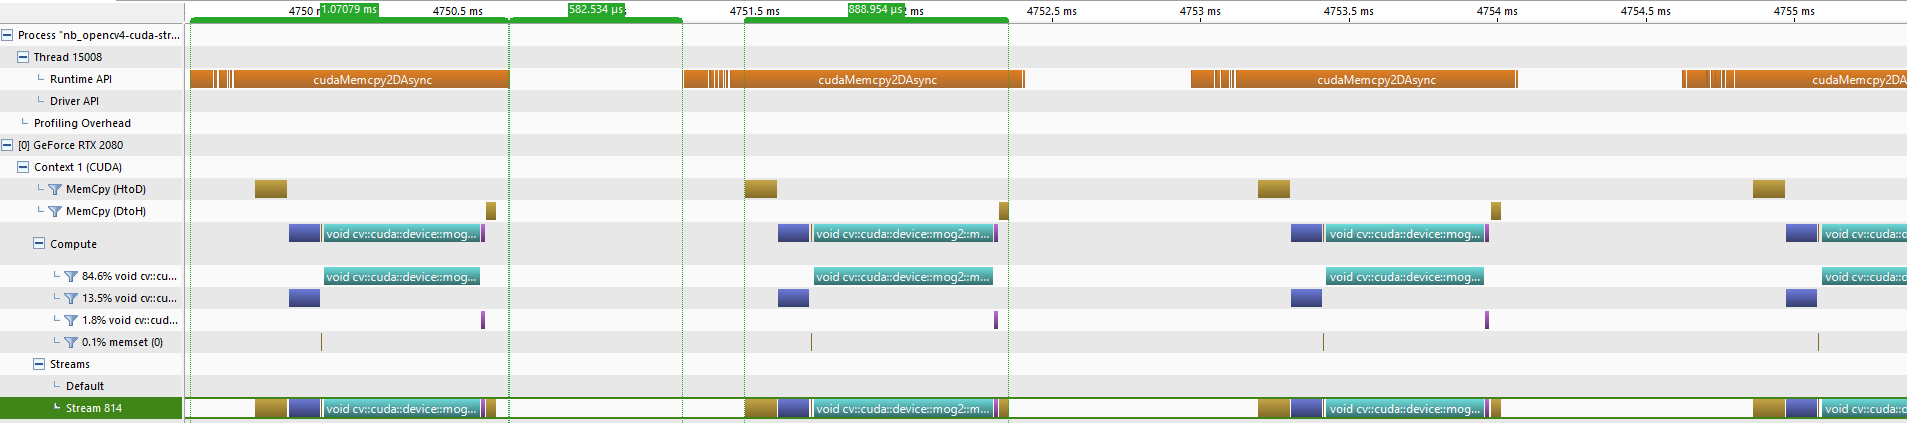 4750 r 1.07079 ms 4750.5 ms 582.534 µs 4751.5 ms 888.954 µs ms 4752.5 ms 4753 ms 4753.5 ms 4754 ms 4754.5 ms 4755 ms
Process "nb_opencv4-cuda-str...
Thread 15008
Runtime API cudaMemcpy2DAsync cudaMemcpy2DAsync cudaMemcpy2DAsync cudaMemcpy2DA
Driver API
Profiling Overhead
[0] GeForce RTX 2080
Context 1 (CUDA)
MemCpy (HtoD)
MemCpy (DtoH)
void cv::cuda::device::mog... void cv::cuda::device::mog2::m... void cv::cuda::device::mog... void cv::cuda::d
Compute
84.6% void cv::cu... void cv::cuda::device::mog... void cv::cuda::device::mog2::m... void cv::cuda::device::mog... void cv::cuda::d
13.5% void cv::cu...
1.8% void cv::cud...
0.1% memset (0)
Streams
Default
Stream 814 void cv::cuda::device::mog... void cv::cuda::device::mog2::m... void cv::cuda::device::mog... void cv::cuda::d